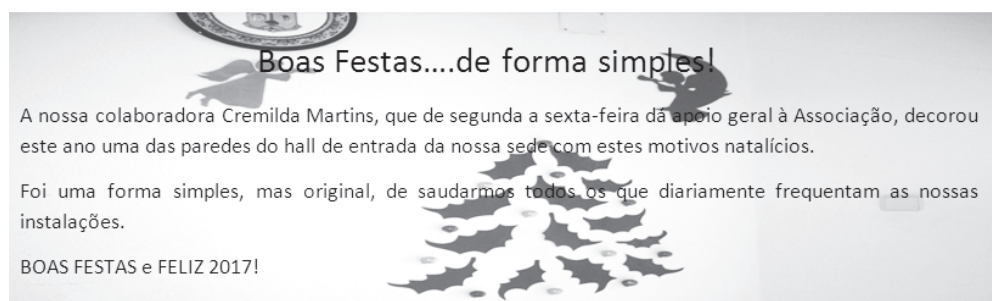 Boas Festas....de forma simples!
A nossa colaboradora Cremilda Martins, que de segunda a sexta-feira dá apoio geral à Associação, decorou
este ano uma das paredes do hall de entrada da nossa sede com estes motivos natalícios.
Foi uma forma simples, mas original, de saudarmos todos os que diariamente frequentam as nossas
instalações.
BOAS FESTAS e FELIZ 2017!